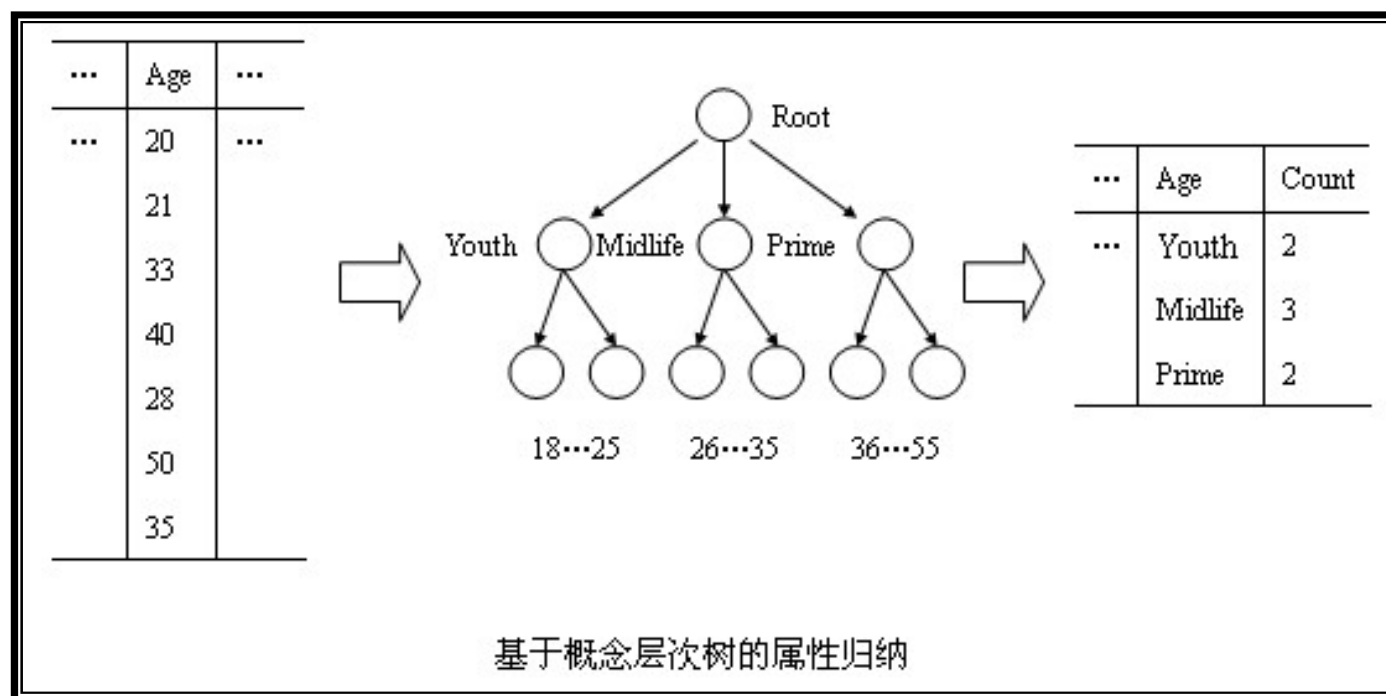 ··· Age ···
··· 20 ···
21
33
40
28
50
35
Root
Youth Midlife Prime
18···25 26···35 36···55
··· Age Count
··· Youth 2
Midlife 3
Prime 2
基于概念层次树的属性归纳